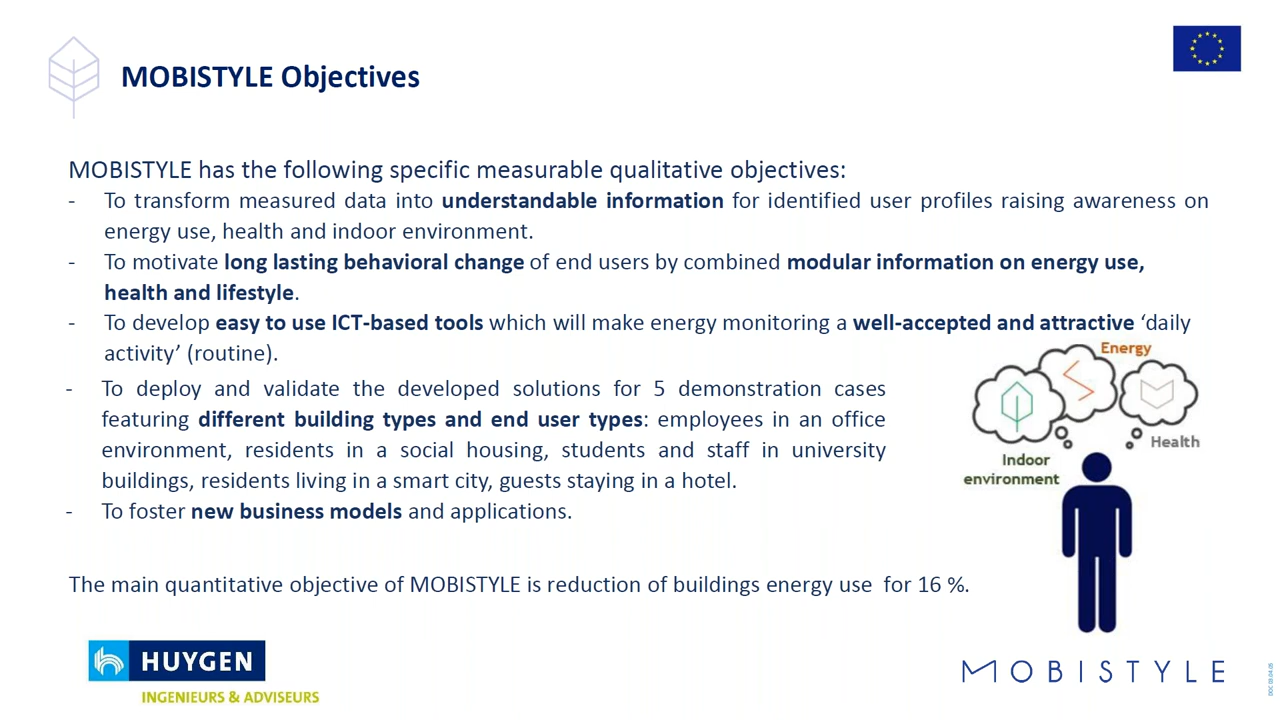 MOBISTYLE Objectives
MOBISTYLE has the following specific measurable qualitative objectives:
- To transform measured data into understandable information for identified user profiles raising awareness on
energy use, health and indoor environment.
- To motivate long lasting behavioral change of end users by combined modular information on energy use,
health and lifestyle.
- To develop easy to use ICT-based tools which will make energy monitoring a well-accepted and attractive ‘daily
activity’ (routine).
- To deploy and validate the developed solutions for 5 demonstration cases
featuring different building types and end user types: employees in an office
environment, residents in a social housing, students and staff in university
buildings, residents living in a smart city, guests staying in a hotel.
- To foster new business models and applications.
Energy
Health
Indoor
environment
The main quantitative objective of MOBISTYLE is reduction of buildings energy use for 16 %.
HUYGEN
INGENIEURS & ADVISEURS
MOBISTYLE